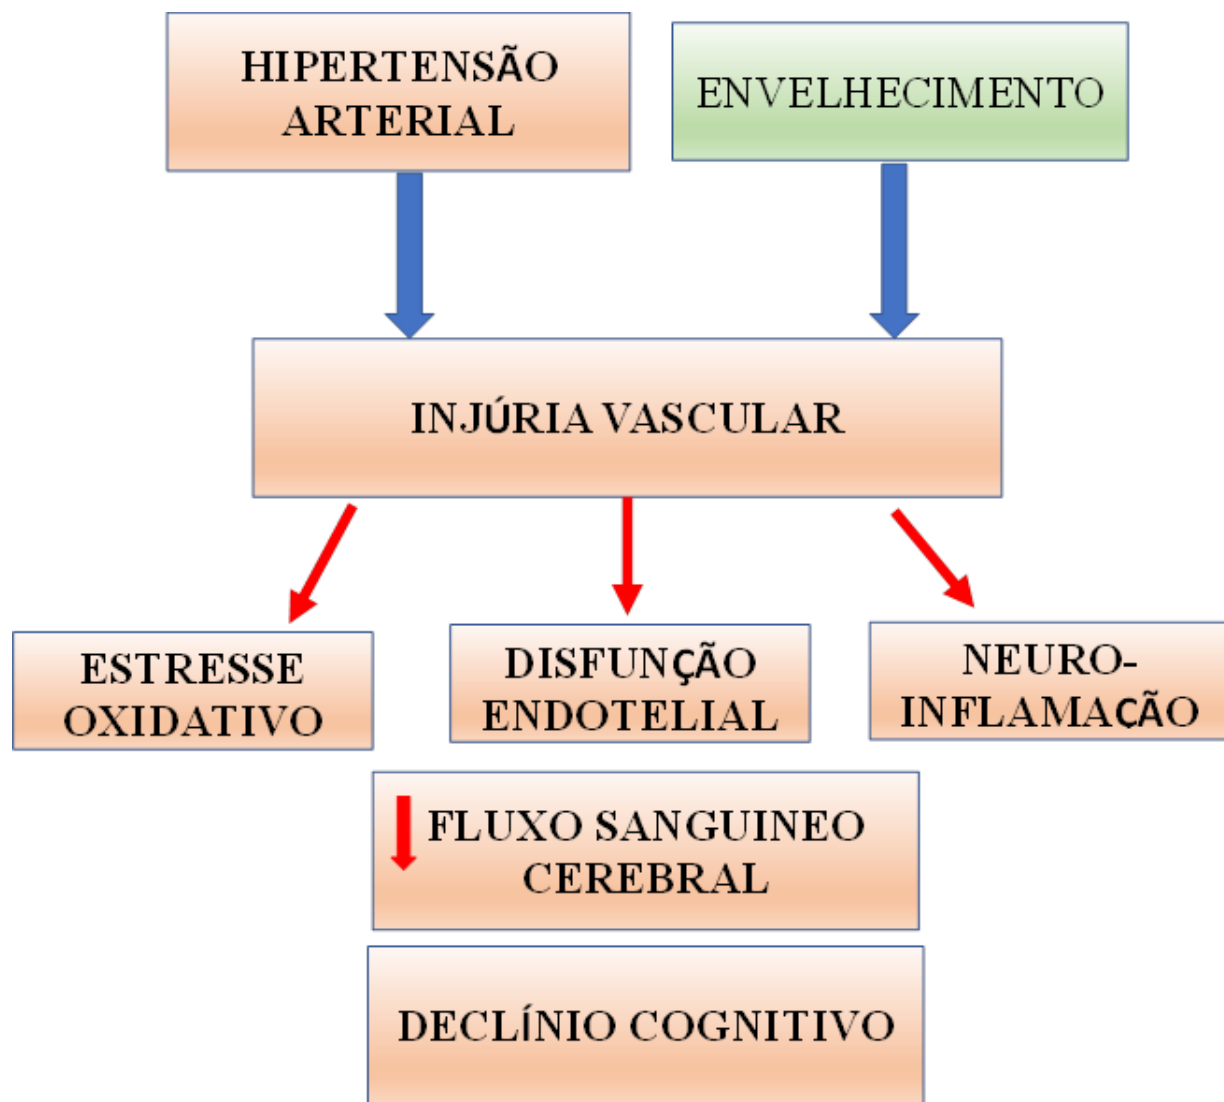 HIPERTENSÃO
ARTERIAL
ENVELHECIMENTO
INJÚRIA VASCULAR
ESTRESSE
OXIDATIVO
DISFUNÇÃO
ENDOTELIAL
NEURO-
INFLAMAÇÃO
FLUXO SANGUINEO
CEREBRAL
DECLÍNIO COGNITIVO